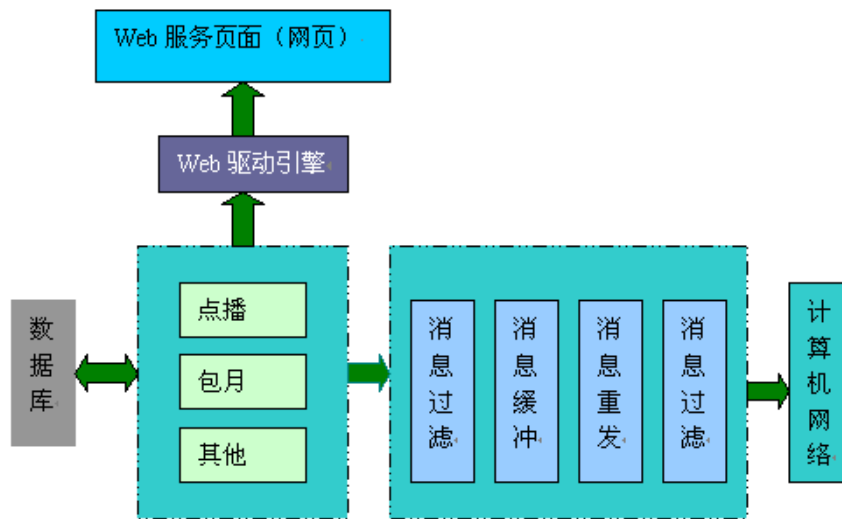 Web 服务页面（网页）
Web 驱动引擎
数据库
点播
包月
其他
消息过滤
消息缓冲
消息重发
消息过滤
计算机网络